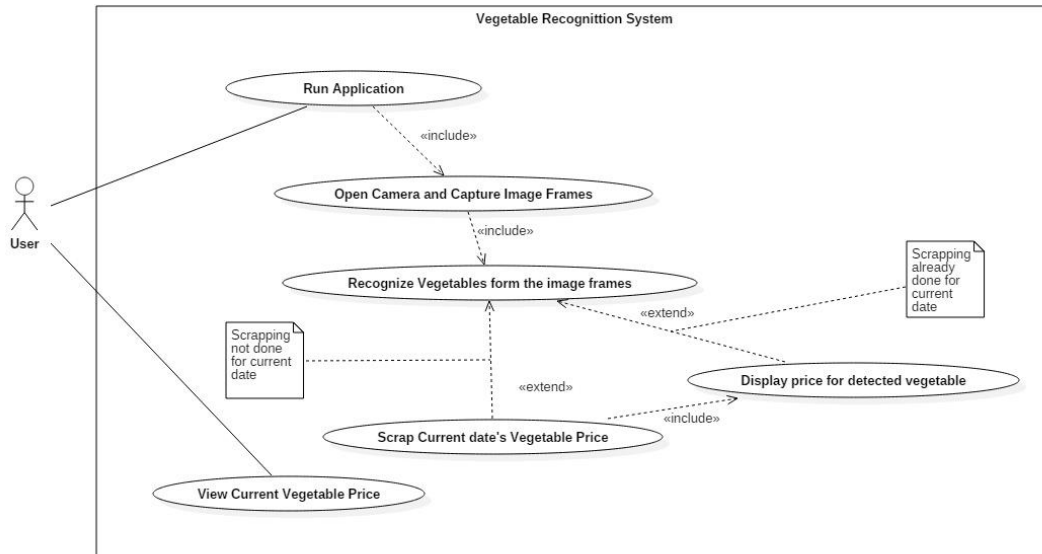 Vegetable Recognittion System
Run Application
«include»
Open Camera and Capture Image Frames
User
«include»
Recognize Vegetables form the image frames
Scrapping
already
done for
current
date
«extend»
Scrapping
not done
for current
date
Display price for detected vegetable
«extend»
«include»
Scrap Current date's Vegetable Price
View Current Vegetable Price